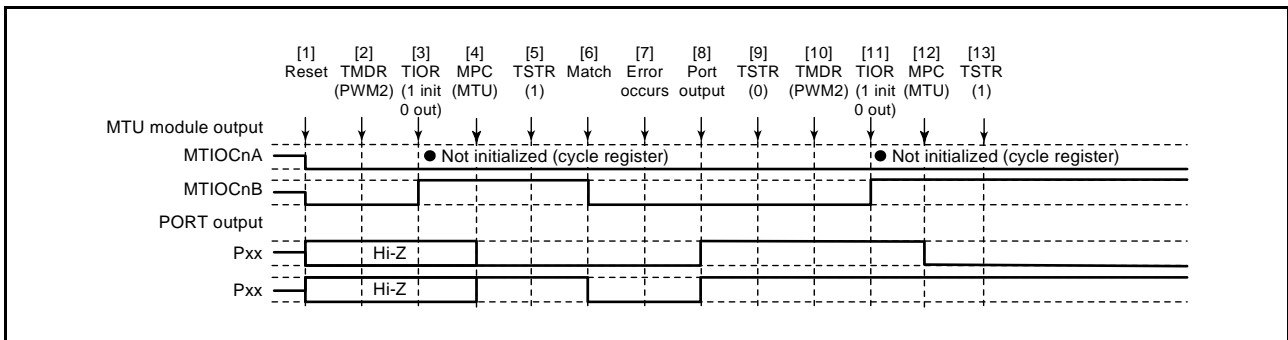 [1] [2] [3] [4] [5] [6] [7] [8] [9] [10] [11] [12] [13]
Reset TMDR TIOR MPC TSTR Match Error Port TSTR TMDR TIOR MPC TSTR
(PWM2) (1 init (MTU) (1) occurs output (0) (PWM2) (1 init (MTU) (1)
0 out) 0 out)
MTU module output
MTIOCnA ● Not initialized (cycle register) ● Not initialized (cycle register)
MTIOCnB
PORT output
Pxx Hi-Z
Pxx Hi-Z